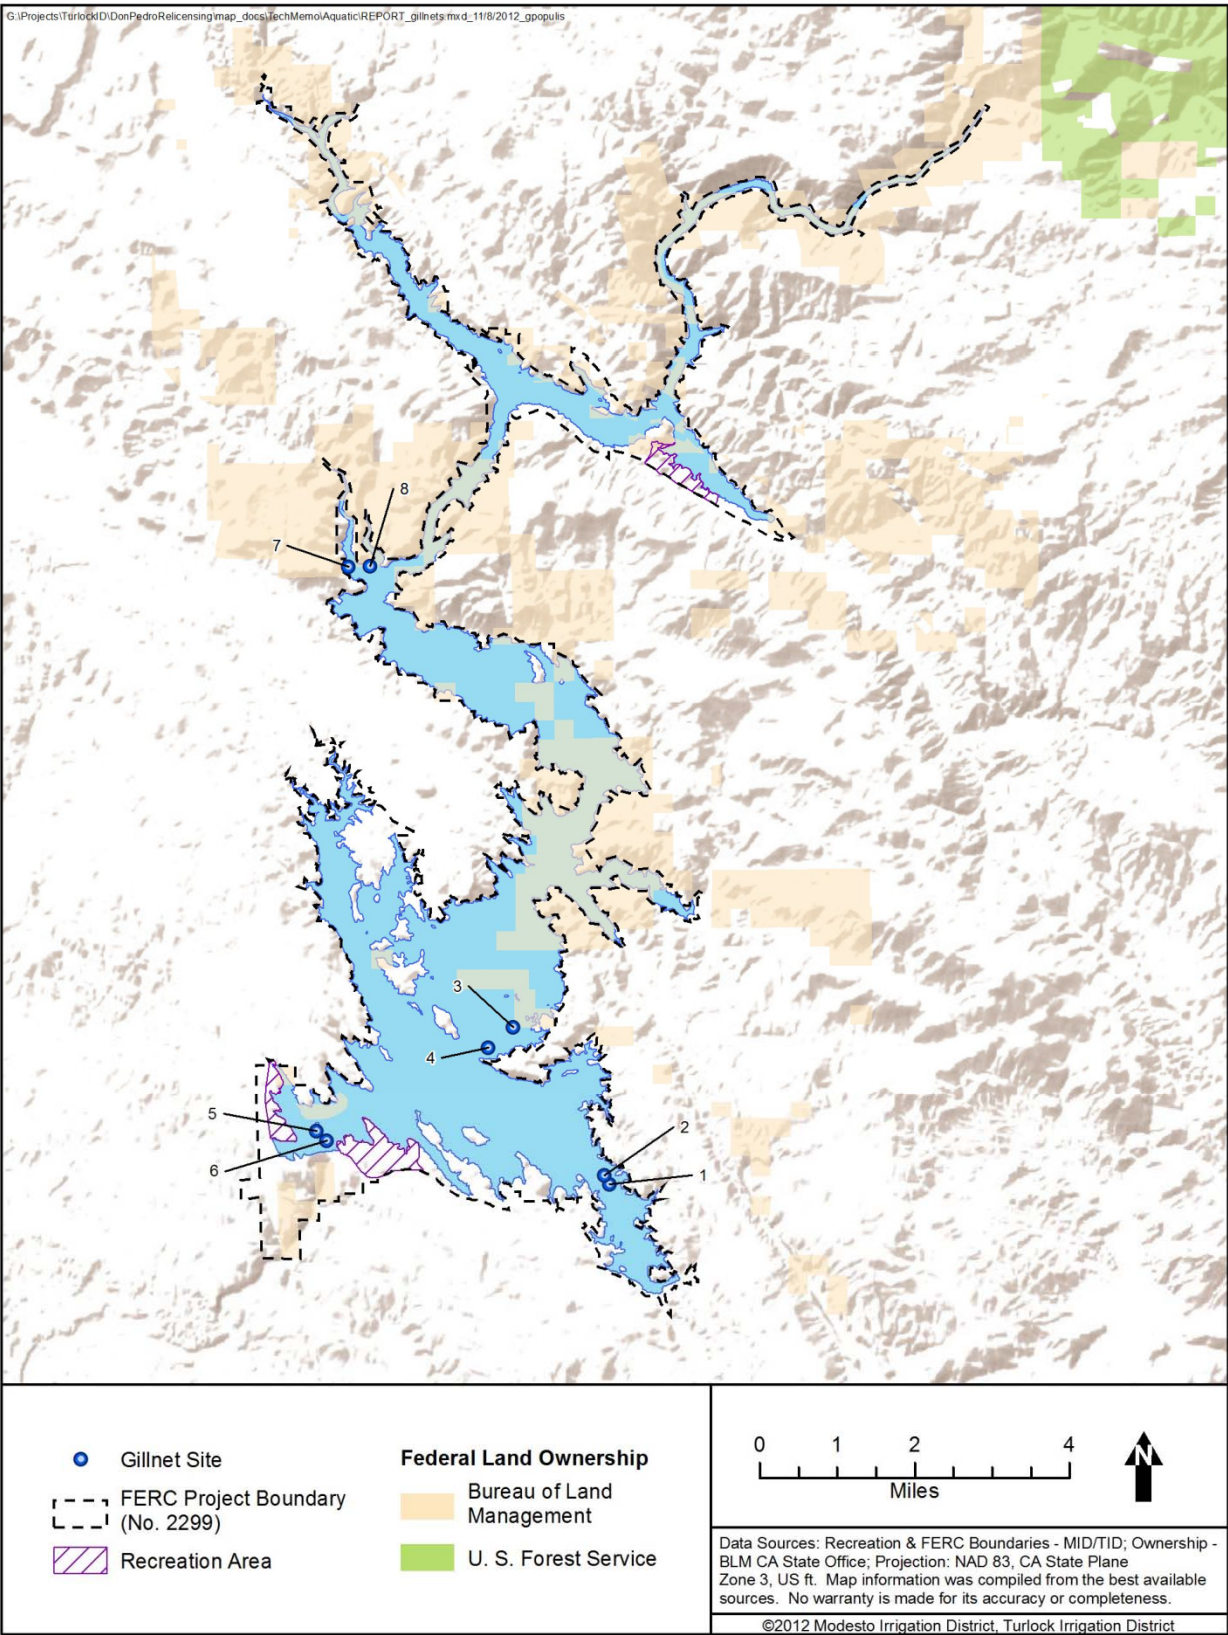 G:\Projects\TurlockID\DonPedroRelicensing\map_docs\TechMemo\Aquatic\REPORT_gillnets.mxd_11/8/2012_gpopulis
8
7
3
4
5
2
6
1
Gillnet Site
FERC Project Boundary
(No. 2299)
Recreation Area
Federal Land Ownership
Bureau of Land
Management
U. S. Forest Service
0 1 2 4
Miles
N
Data Sources: Recreation & FERC Boundaries - MID/TID; Ownership -
BLM CA State Office; Projection: NAD 83, CA State Plane
Zone 3, US ft. Map information was compiled from the best available
sources. No warranty is made for its accuracy or completeness.
©2012 Modesto Irrigation District, Turlock Irrigation District